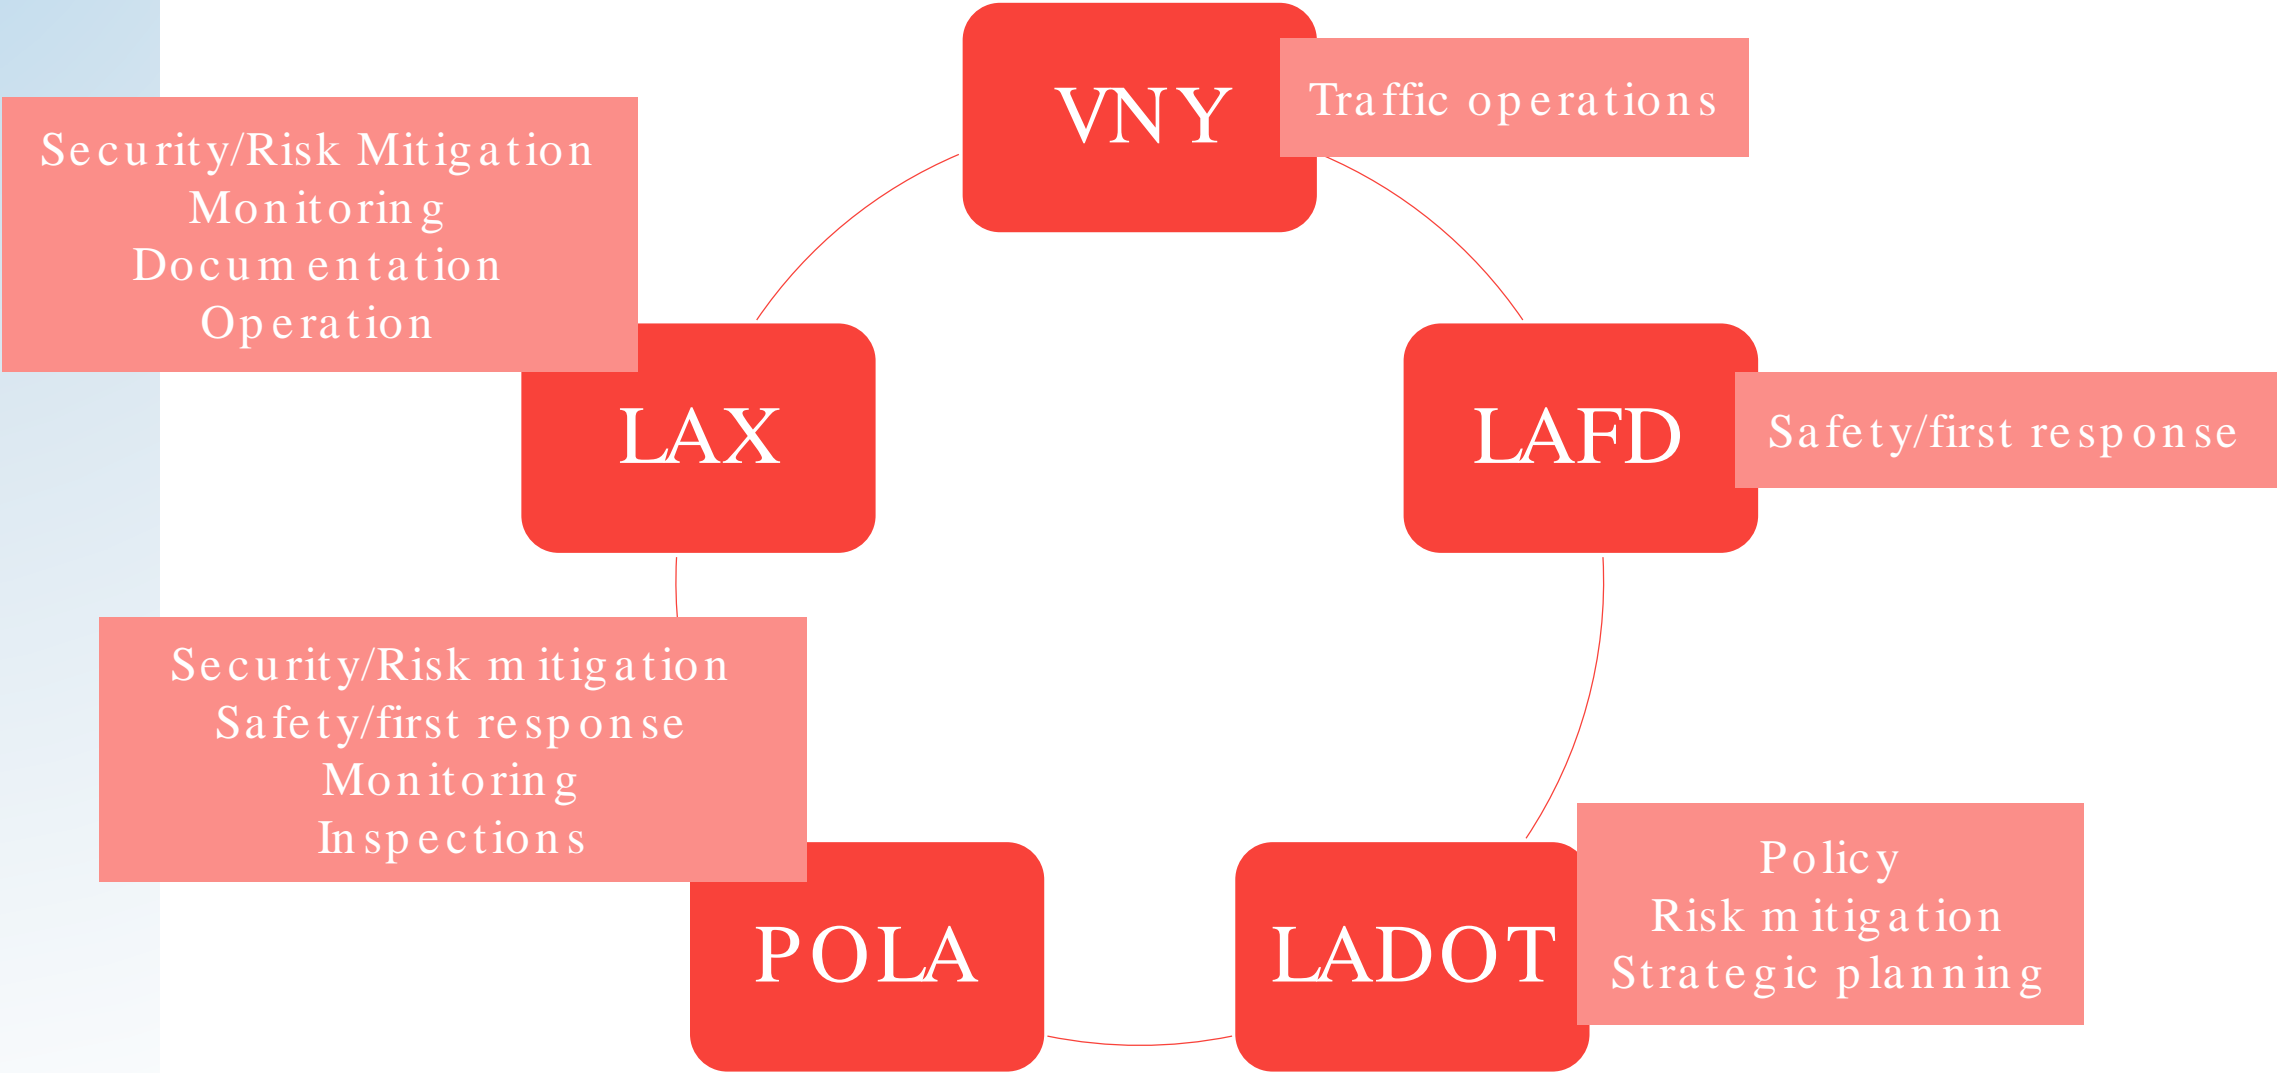 VNY
Traffic operations
Security/Risk Mitigation
Monitoring
Documentation
Operation
LAX
LAFD
Safety/first response
Security/Risk mitigation
Safety/first response
Monitoring
Inspections
POLA
LADOT
Policy
Risk mitigation
Strategic planning